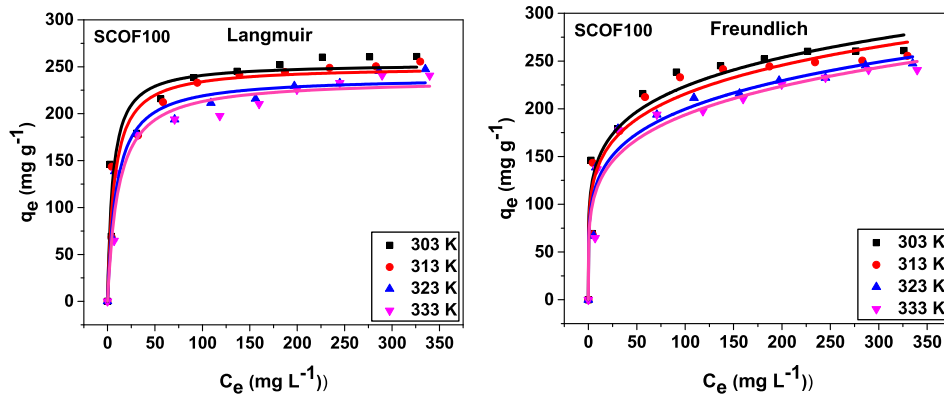 SCOF100 Langmuir
300
250
200
150
100
50
0
qe (mg g-1)
0 50 100 150 200 250 300 350
Ce (mg L-1))
303 K
313 K
323 K
333 K
SCOF100 Freundlich
300
250
200
150
100
50
0
qe (mg g-1)
0 50 100 150 200 250 300 350
Ce (mg L-1))
303 K
313 K
323 K
333 K